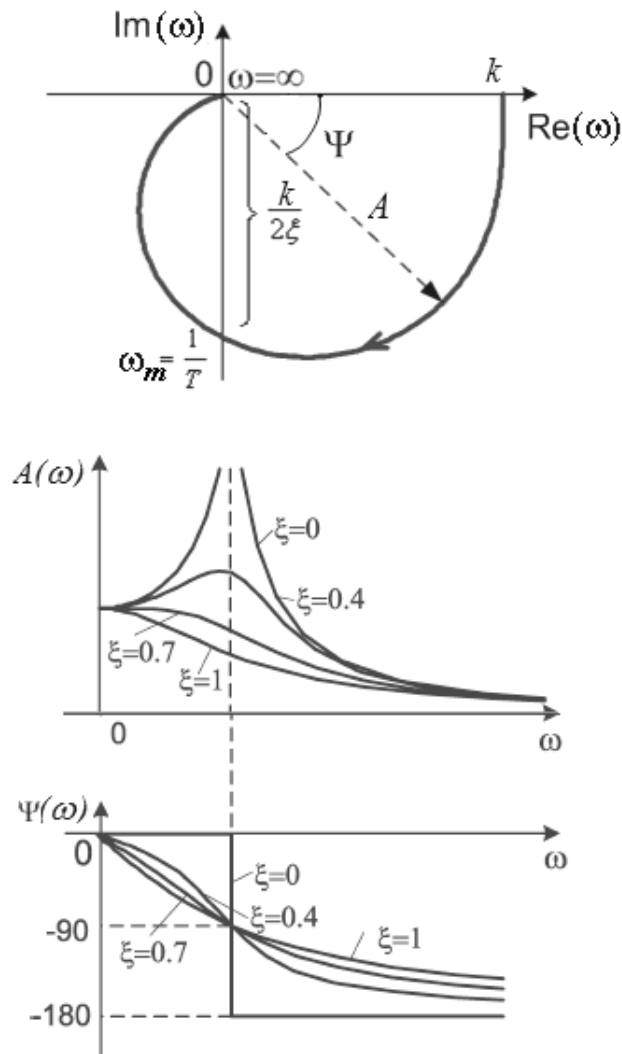 Im(ω)
0 ω=∞ k
Re(ω)
Ψ
A
k/2ξ
ω_m = 1/T
A(ω)
ξ=0
ξ=0.4
ξ=0.7
ξ=1
0 ω
Ψ(ω)
0 ω
ξ=0
-90 ξ=0.4 ξ=1
ξ=0.7
-180